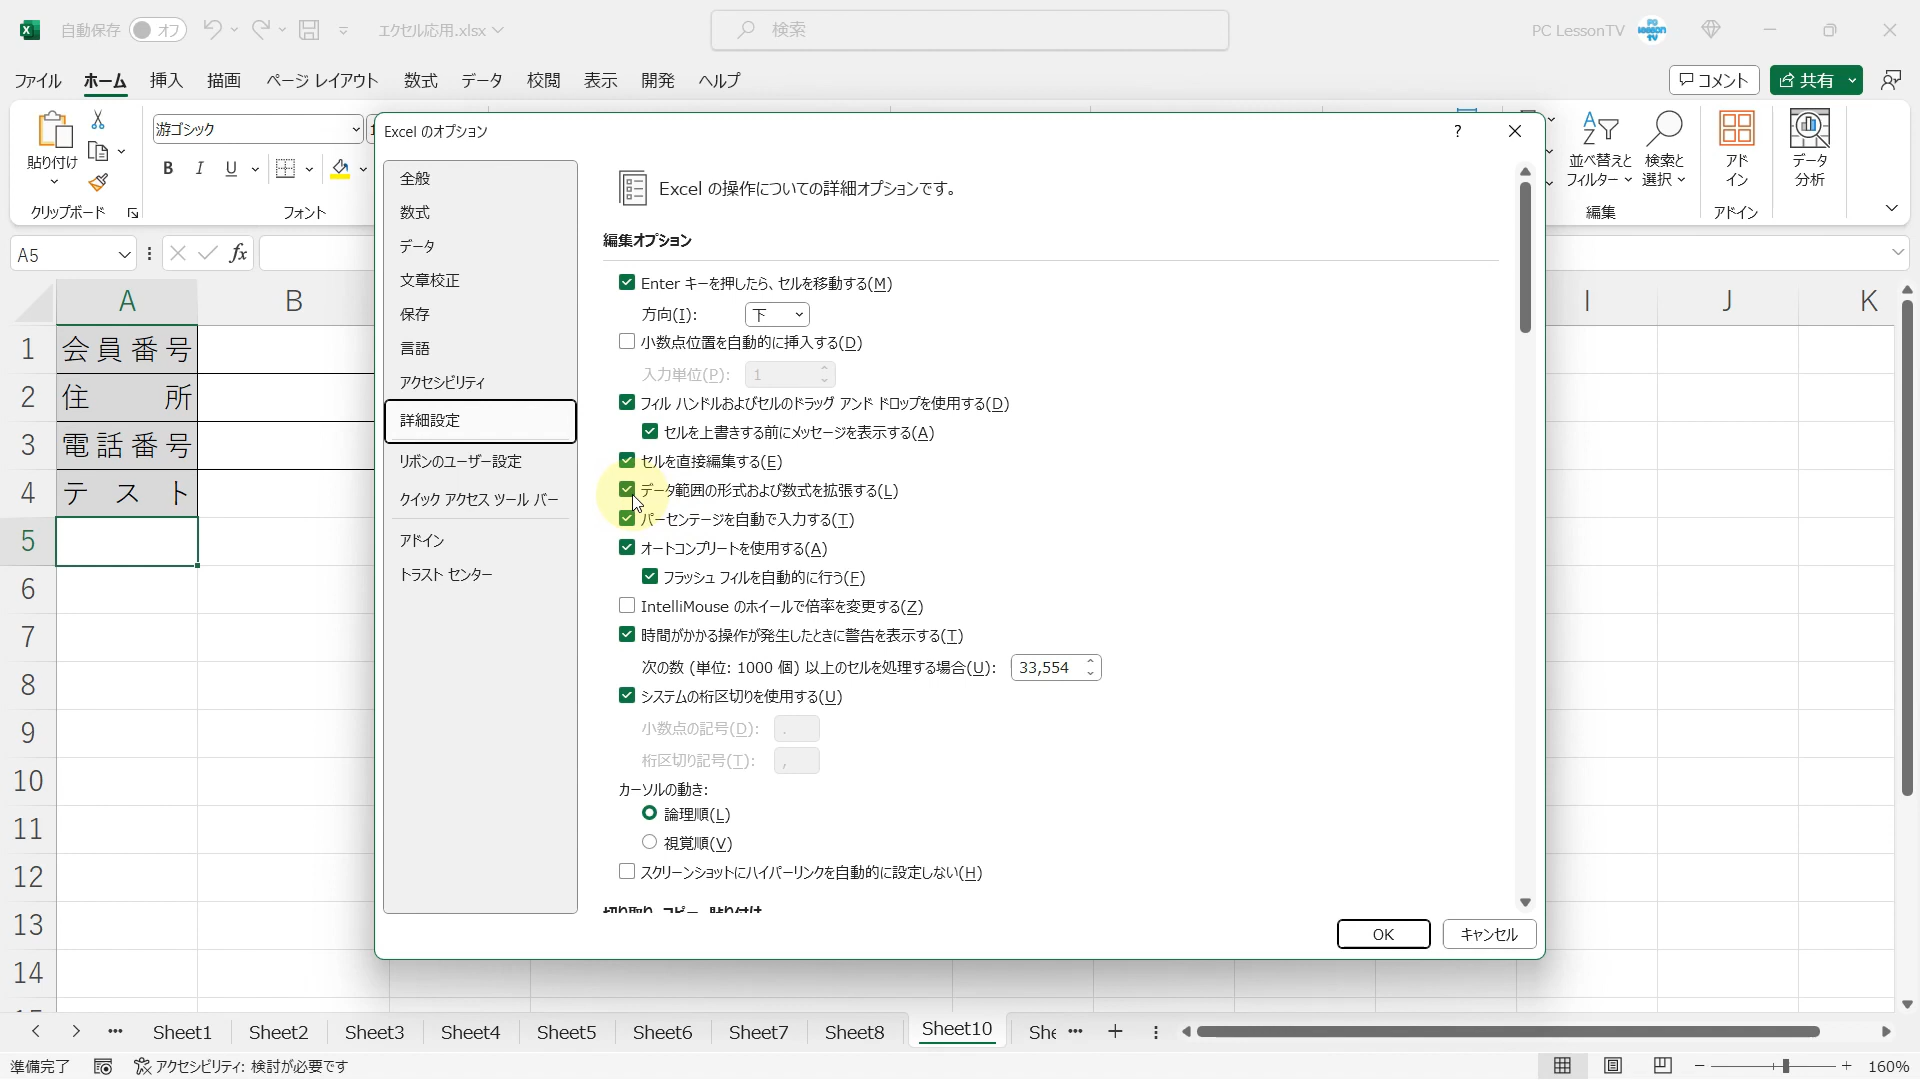 自動保存 オフ エクセル応用.xlsx 検索 PC LessonTV
ファイル ホーム 挿入 描画 ページ レイアウト 数式 データ 校閲 表示 開発 ヘルプ コメント 共有
貼り付け
クリップボード
游ゴシック
B I U
フォント
並べ替えと
フィルター
検索と
選択
編集
アド
イン
アドイン
データ
分析
A5 fx
A B I J K
1 会員番号
2 住所
3 電話番号
4 テスト
5
6
7
8
9
10
11
12
13
14
Excel のオプション ?
全般
数式
データ
文章校正
保存
言語
アクセシビリティ
詳細設定
リボンのユーザー設定
クイック アクセス ツール バー
アドイン
トラスト センター
Excel の操作についての詳細オプションです。
編集オプション
Enter キーを押したら、セルを移動する(M)
方向(I): 下
小数点位置を自動的に挿入する(D)
入力単位(P): 1
フィル ハンドルおよびセルのドラッグ アンド ドロップを使用する(D)
セルを上書きする前にメッセージを表示する(A)
セルを直接編集する(E)
データ範囲の形式および数式を拡張する(L)
パーセンテージを自動で入力する(T)
オートコンプリートを使用する(A)
フラッシュ フィルを自動的に行う(F)
IntelliMouse のホイールで倍率を変更する(Z)
時間がかかる操作が発生したときに警告を表示する(T)
次の数 (単位: 1000 個) 以上のセルを処理する場合(U): 33,554
システムの桁区切りを使用する(U)
小数点の記号(D): .
桁区切り記号(T): ,
カーソルの動き:
論理順(L)
視覚順(V)
スクリーンショットにハイパーリンクを自動的に設定しない(H)
切り取り、コピー、貼り付け
OK キャンセル
Sheet1 Sheet2 Sheet3 Sheet4 Sheet5 Sheet6 Sheet7 Sheet8 Sheet10 She
準備完了 アクセシビリティ: 検討が必要です 160%